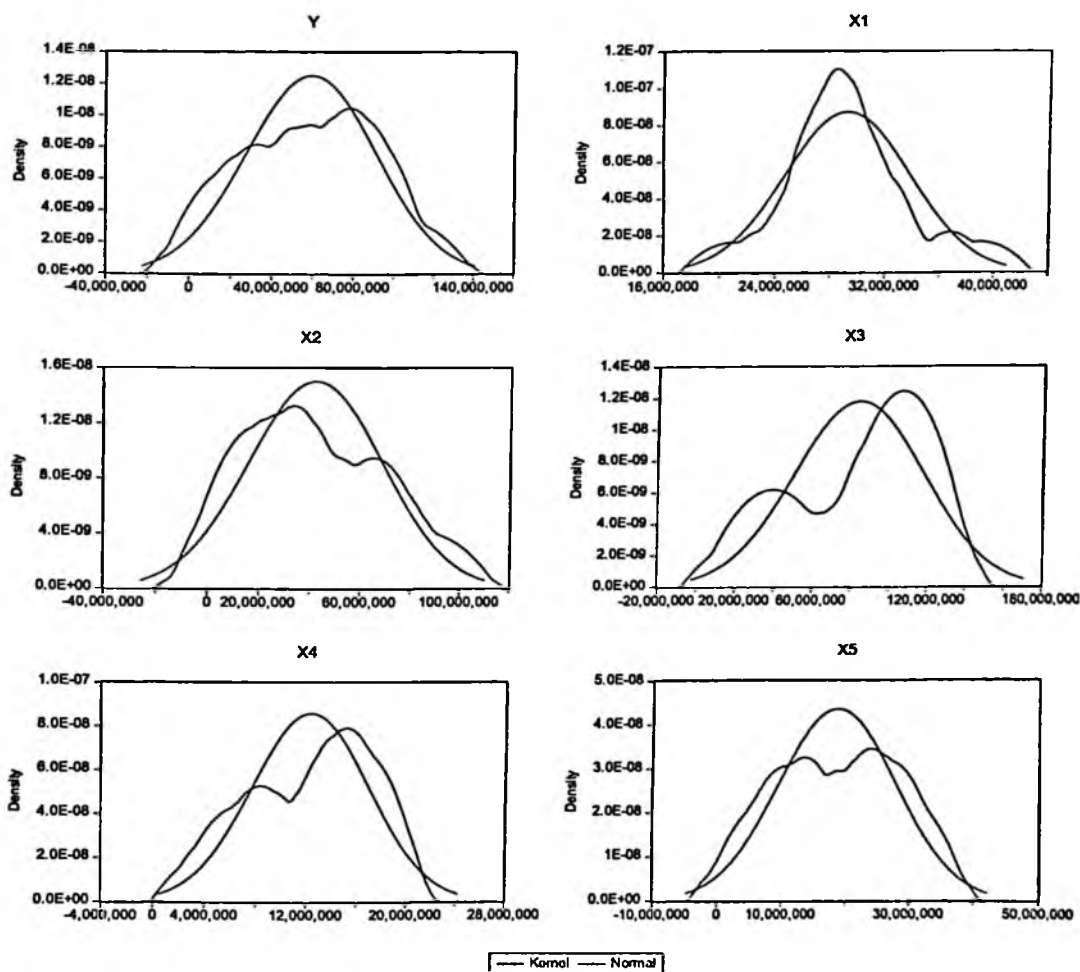 Y
1.4E-08
1.2E-08
1E-08
8.0E-09
6.0E-09
4.0E-09
2.0E-09
0.0E+00
Density
-40,000,000 0 40,000,000 80,000,000 140,000,000
X1
1.2E-07
1.0E-07
8.0E-08
6.0E-08
4.0E-08
2.0E-08
0.0E+00
Density
16,000,000 24,000,000 32,000,000 40,000,000
X2
1.6E-08
1.2E-08
8.0E-09
4.0E-09
0.0E+00
Density
-40,000,000 0 20,000,000 60,000,000 100,000,000
X3
1.4E-08
1.2E-08
1E-08
8.0E-09
6.0E-09
4.0E-09
2.0E-09
0.0E+00
Density
-20,000,000 20,000,000 60,000,000 120,000,000 180,000,000
X4
1.0E-07
8.0E-08
6.0E-08
4.0E-08
2.0E-08
0.0E+00
Density
-4,000,000 0 4,000,000 12,000,000 20,000,000 28,000,000
X5
5.0E-08
4.0E-08
3.0E-08
2.0E-08
1.0E-08
0.0E+00
Density
-10,000,000 0 10,000,000 30,000,000 50,000,000
Kernel Normal